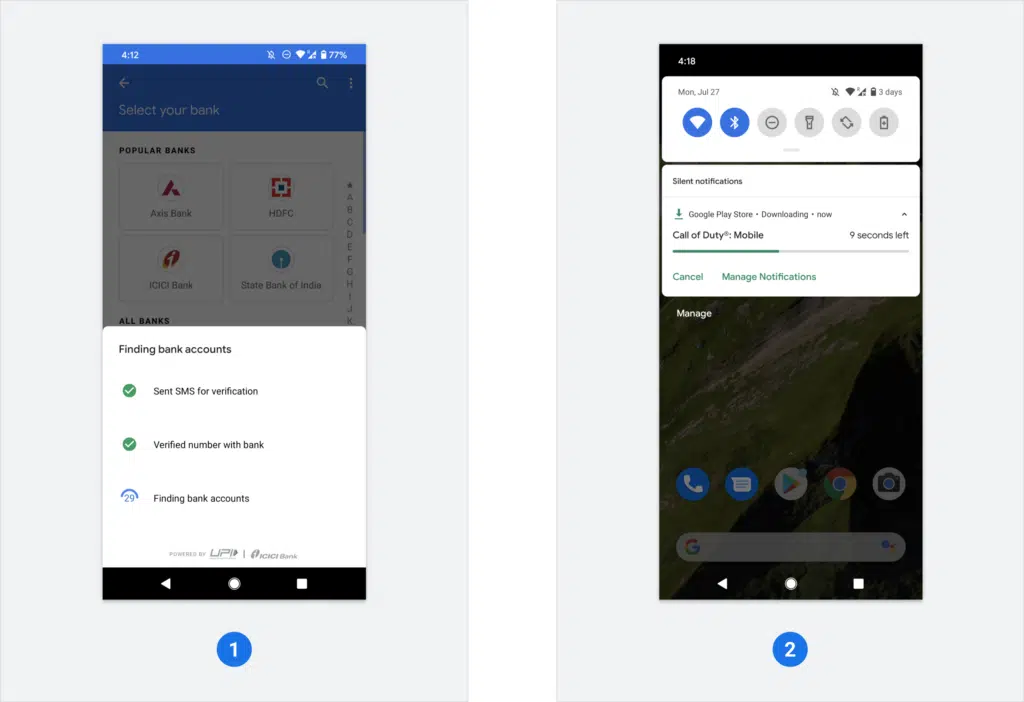 4:12
77%
Select your bank
POPULAR BANKS
Axis Bank
HDFC
ICICI Bank
State Bank of India
A
B
C
D
E
F
G
H
I
J
K
ALL BANKS
Finding bank accounts
Sent SMS for verification
Verified number with bank
29
Finding bank accounts
POWERED BY UPI | ICICI Bank
1
4:18
Mon, Jul 27
3 days
Silent notifications
Google Play Store • Downloading • now
Call of Duty®: Mobile
9 seconds left
Cancel
Manage Notifications
Manage
G
2